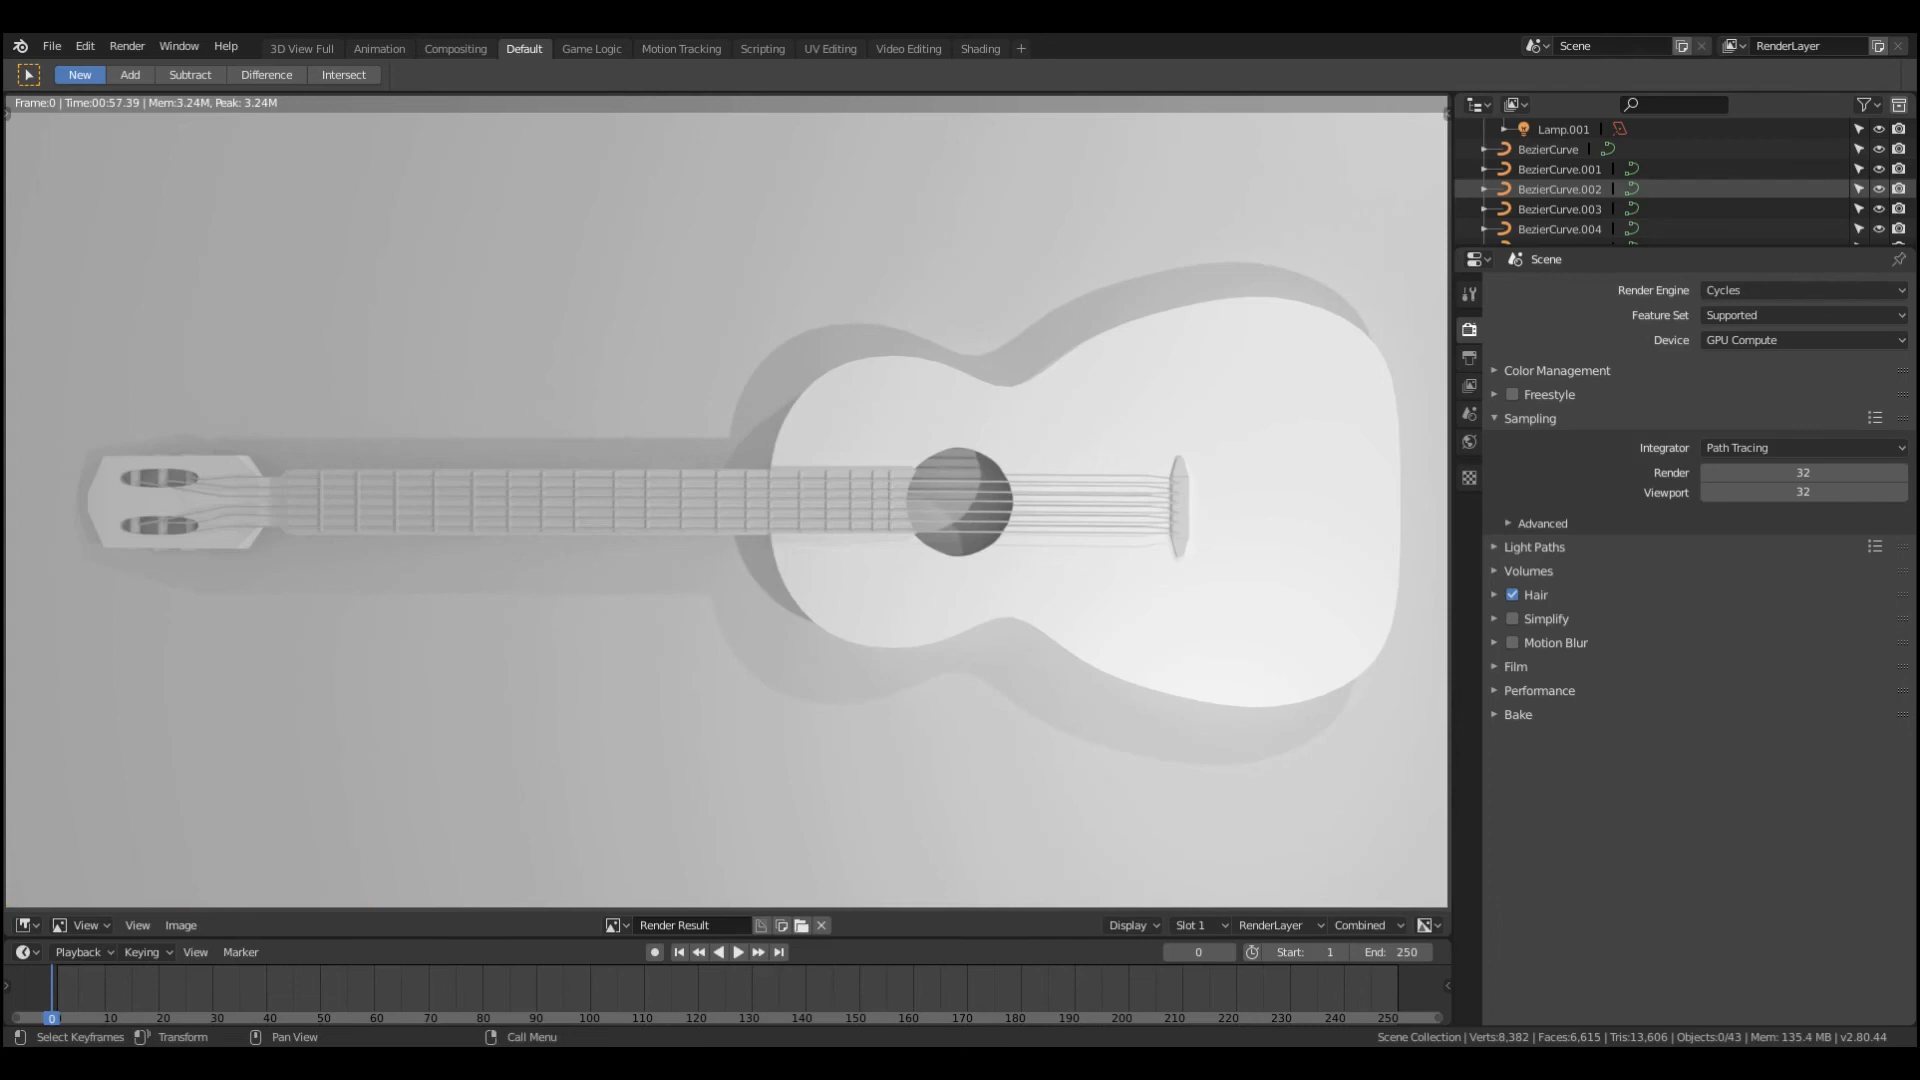 File Edit Render Window Help 3D View Full Animation Compositing Default Game Logic Motion Tracking Scripting UV Editing Video Editing Shading + Scene RenderLayer
New Add Subtract Difference Intersect
Frame:0 | Time:00:57.39 | Mem:3.24M, Peak: 3.24M
Lamp.001
BezierCurve
BezierCurve.001
BezierCurve.002
BezierCurve.003
BezierCurve.004
Scene
Render Engine Cycles
Feature Set Supported
Device GPU Compute
Color Management
Freestyle
Sampling
Integrator Path Tracing
Render 32
Viewport 32
Advanced
Light Paths
Volumes
Hair
Simplify
Motion Blur
Film
Performance
Bake
View View Image Render Result Display Slot 1 RenderLayer Combined
Playback Keying View Marker 0 Start: 1 End: 250
0 10 20 30 40 50 60 70 80 90 100 110 120 130 140 150 160 170 180 190 200 210 220 230 240 250
Select Keyframes Transform Pan View Call Menu Scene Collection | Verts:8,382 | Faces:6,615 | Tris:13,606 | Objects:0/43 | Mem: 135.4 MB | v2.80.44